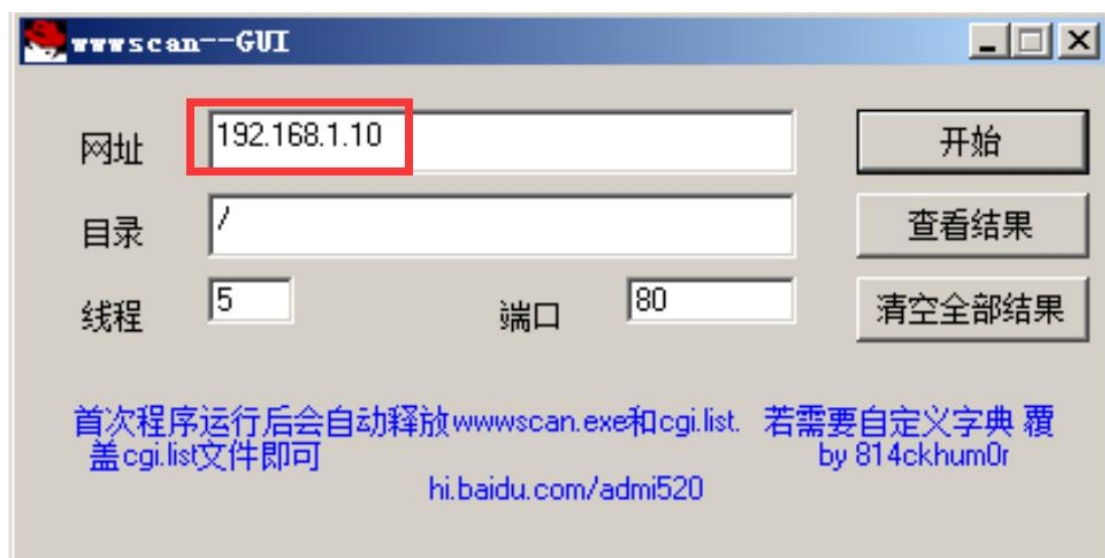 wwwscan--GUI
网址 192.168.1.10 开始
目录 / 查看结果
线程 5 端口 80 清空全部结果
首次程序运行后会自动释放wwwscan.exe和cgi.list. 若需要自定义字典 覆
盖cgi.list文件即可 by 814ckhum0r
hi.baidu.com/admi520